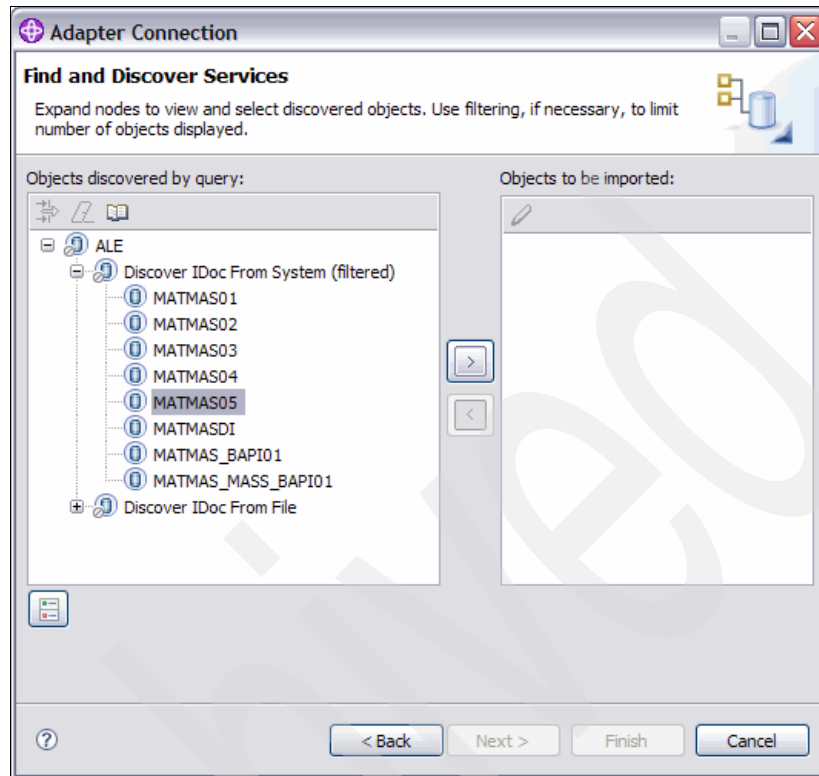 Adapter Connection
Find and Discover Services
Expand nodes to view and select discovered objects. Use filtering, if necessary, to limit
number of objects displayed.
Objects discovered by query:
Objects to be imported:
ALE
Discover IDoc From System (filtered)
MATMAS01
MATMAS02
MATMAS03
MATMAS04
MATMAS05
MATMASDI
MATMAS_BAPI01
MATMAS_MASS_BAPI01
Discover IDoc From File
>
<
?
< Back
Next >
Finish
Cancel